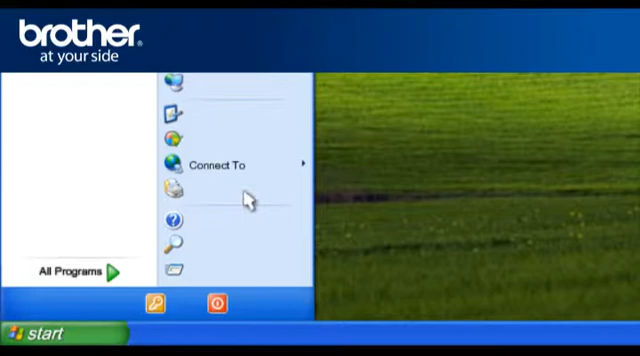 brother
at your side
Connect To
All Programs
start